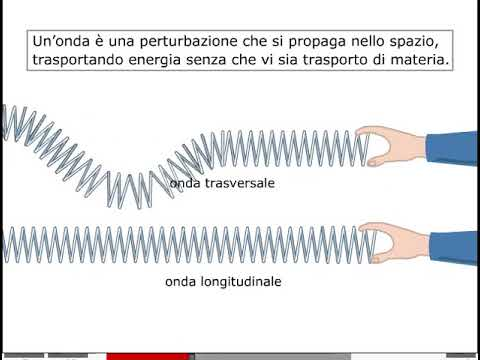 Un'onda è una perturbazione che si propaga nello spazio,
trasportando energia senza che vi sia trasporto di materia.
onda trasversale
onda longitudinale